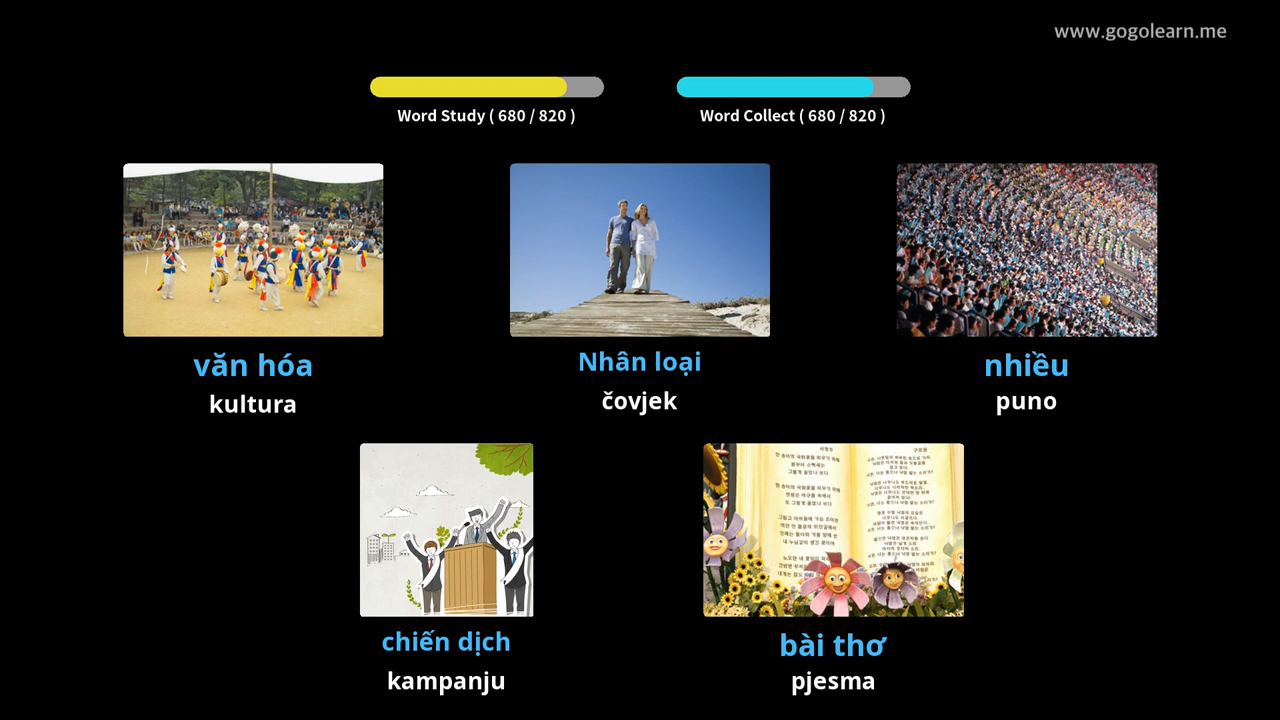 www.gogolearn.me
Word Study ( 680 / 820 )
Word Collect ( 680 / 820 )
văn hóa
kultura
Nhân loại
čovjek
nhiều
puno
chiến dịch
kampanju
bài thơ
pjesma